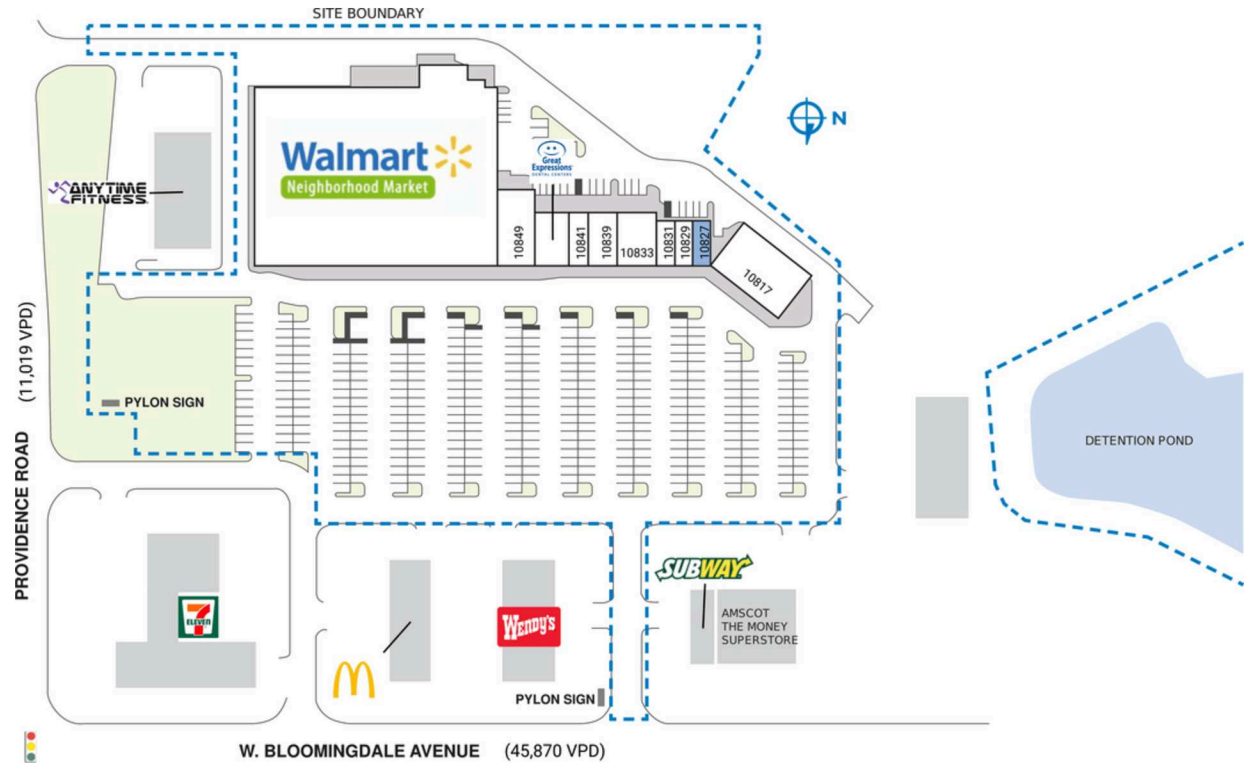 SITE BOUNDARY
N
Walmart
Neighborhood Market
Great
Expressions
DENTAL CENTERS
ANYTIME
FITNESS
10849
10841
10839
10833
10831
10829
10827
10817
(11,019 VPD)
PROVIDENCE ROAD
PYLON SIGN
DETENTION POND
7
ELEVEN
WENDY'S
SUBWAY
AMSCOT
THE MONEY
SUPERSTORE
PYLON SIGN
W. BLOOMINGDALE AVENUE (45,870 VPD)